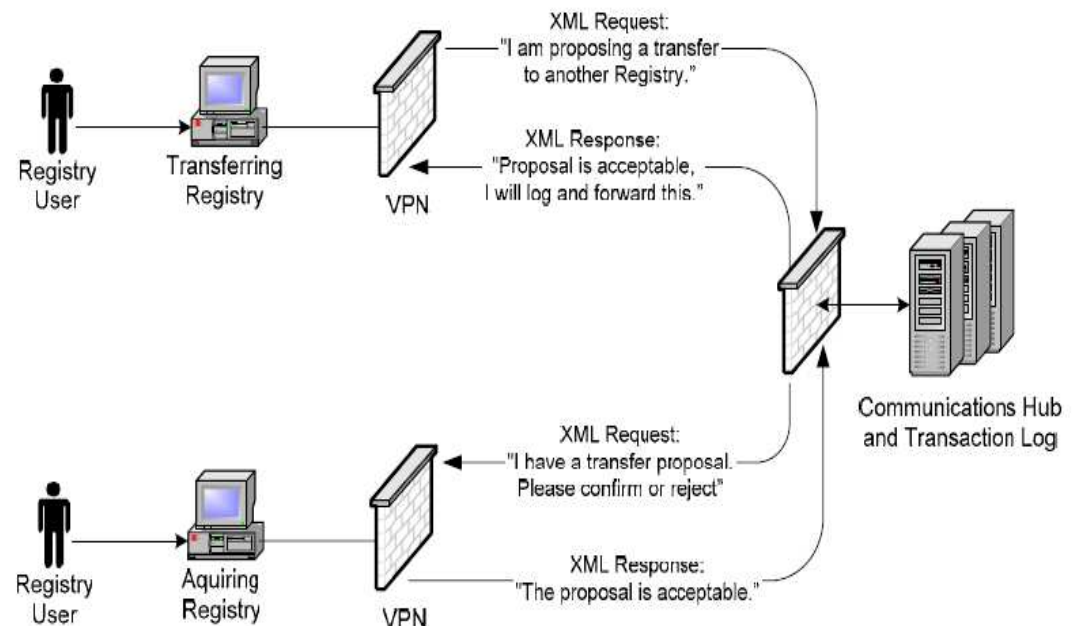 XML Request:
"I am proposing a transfer
to another Registry."
Registry
User
Transferring
Registry
VPN
XML Response:
"Proposal is acceptable,
I will log and forward this."
Communications Hub
and Transaction Log
XML Request:
"I have a transfer proposal.
Please confirm or reject"
Registry
User
Aquiring
Registry
VPN
XML Response:
"The proposal is acceptable."